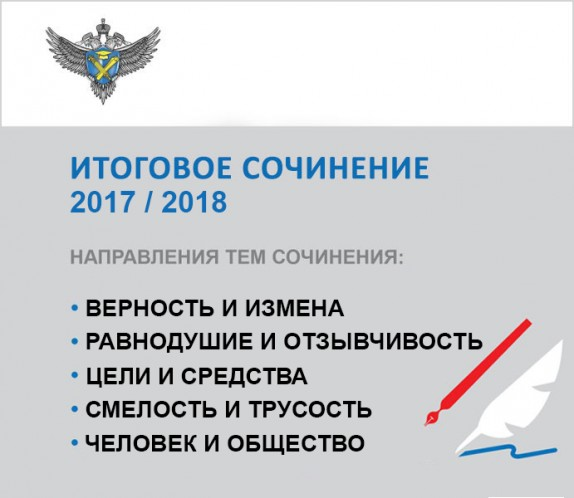 ИТОГОВОЕ СОЧИНЕНИЕ
2017 / 2018
НАПРАВЛЕНИЯ ТЕМ СОЧИНЕНИЯ:
• ВЕРНОСТЬ И ИЗМЕНА
• РАВНОДУШИЕ И ОТЗЫВЧИВОСТЬ
• ЦЕЛИ И СРЕДСТВА
• СМЕЛОСТЬ И ТРУСОСТЬ
• ЧЕЛОВЕК И ОБЩЕСТВО